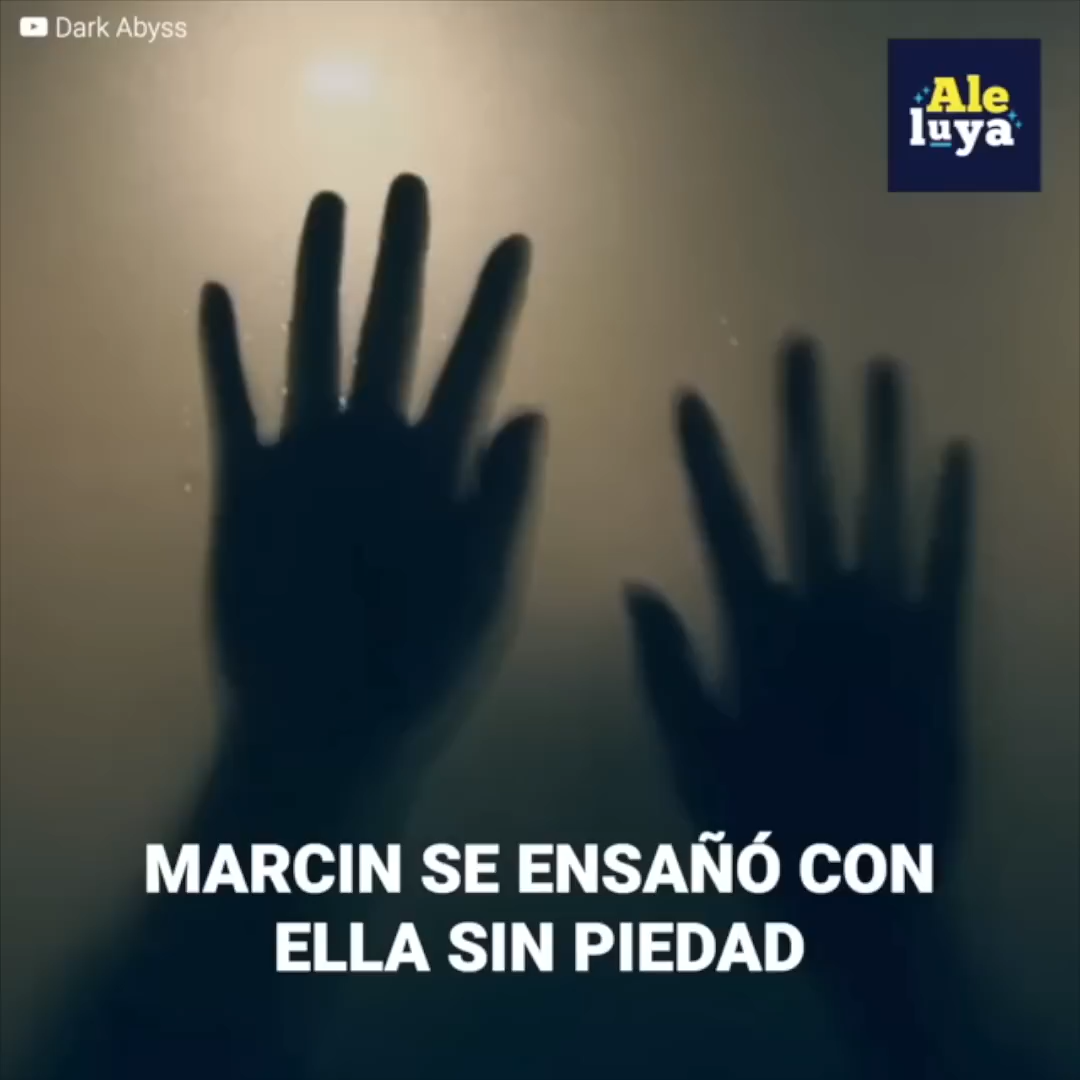 Dark Abyss
Ale
luya
MARCIN SE ENSAÑÓ CON
ELLA SIN PIEDAD